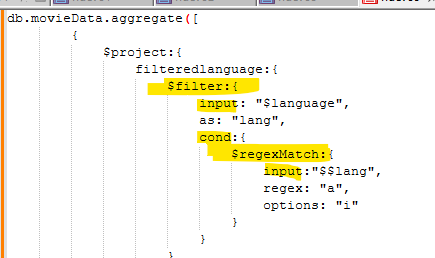 db.movieData.aggregate([
{
$project:{
filteredlanguage:{
$filter:{
input: "$language",
as: "lang",
cond:{
$regexMatch:{
input:"$$lang",
regex: "a",
options: "i"
}
}
}